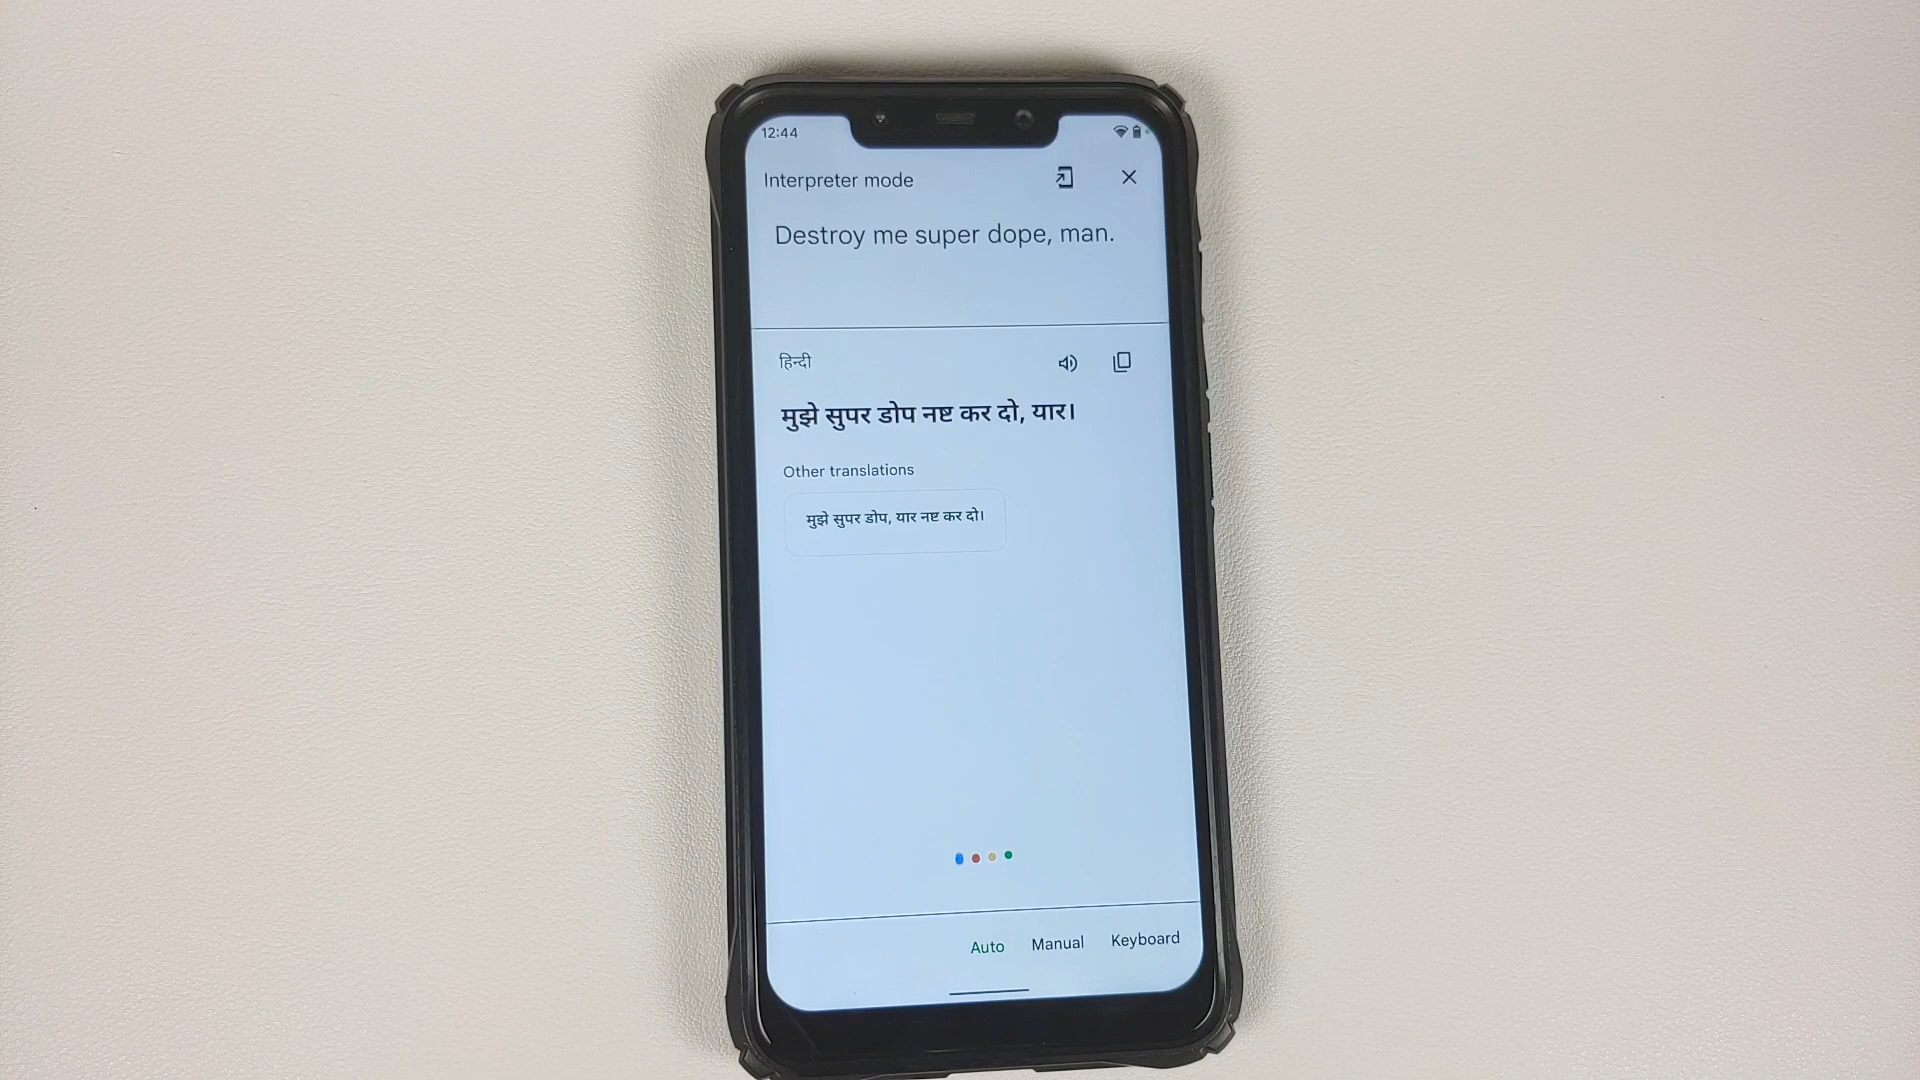 12:44
Interpreter mode
Destroy me super dope, man.
हिन्दी
मुझे सुपर डोप नष्ट कर दो, यार।
Other translations
मुझे सुपर डोप, यार नष्ट कर दो।
Auto Manual Keyboard